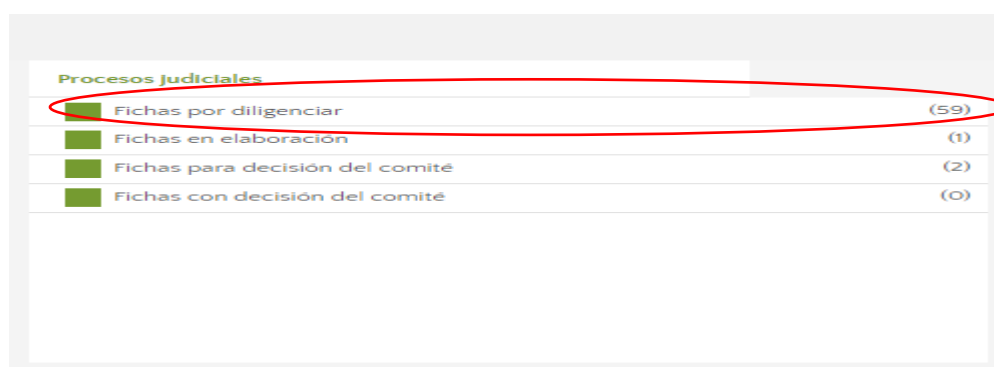 Procesos Judiciales
Fichas por diligenciar (59)
Fichas en elaboración (1)
Fichas para decisión del comité (2)
Fichas con decisión del comité (0)